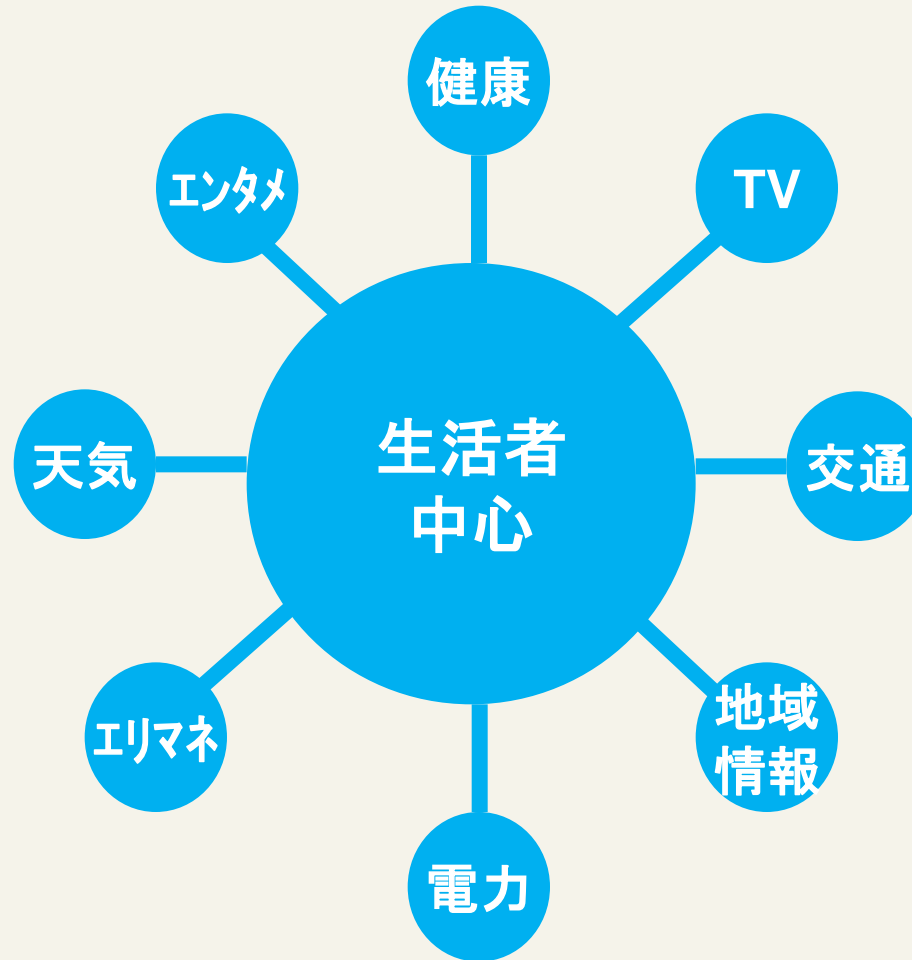 健康
エンタメ
TV
生活者
中心
天気
交通
エリマネ
地域
情報
電力